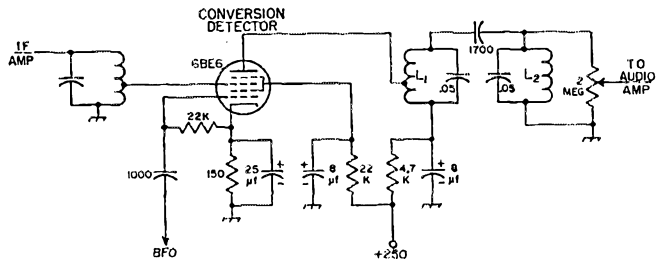 CONVERSION
DETECTOR
IF
AMP
6BE6
1700
L₁
.05
.05
L₂
2
MEG
TO
AUDIO
AMP
22K
1000
150
25
µf
8
µf
22
K
4.7
K
8
µf
BFO
+250